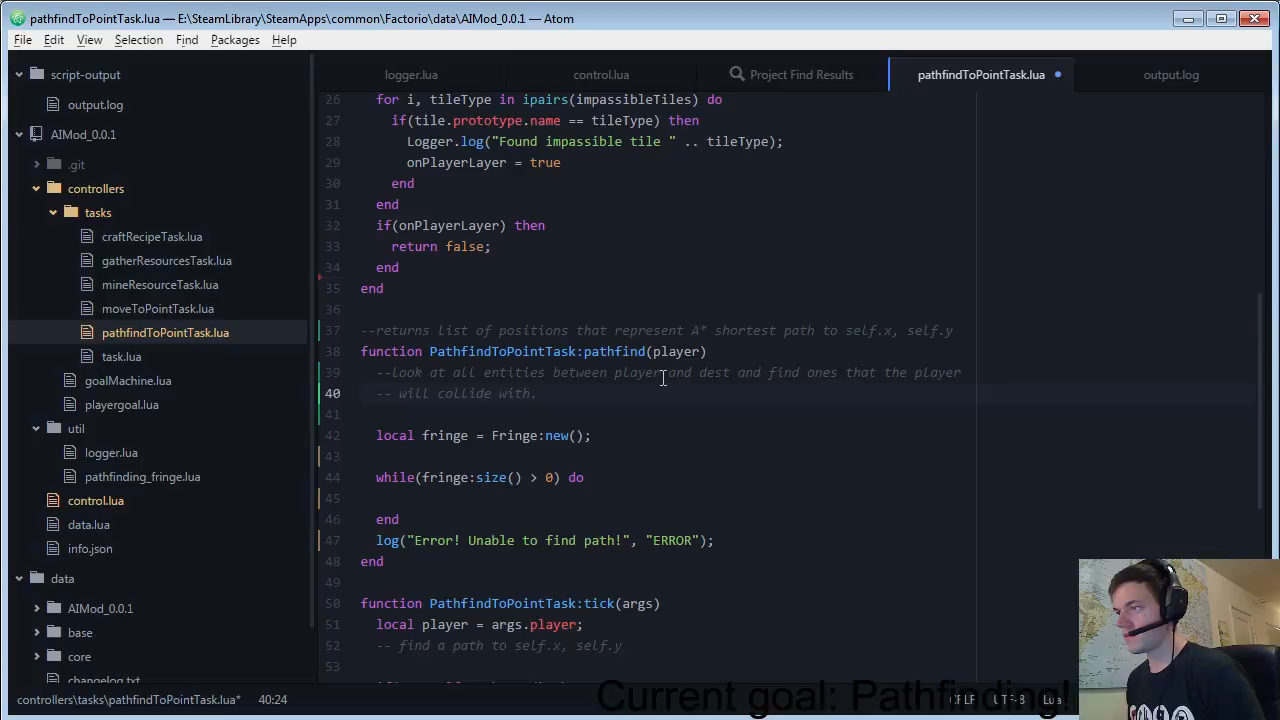 pathfindToPointTask.lua — E:\SteamLibrary\SteamApps\common\Factorio\data\AIMod_0.0.1 — Atom
File Edit View Selection Find Packages Help
script-output
output.log
AIMod_0.0.1
.git
controllers
tasks
craftRecipeTask.lua
gatherResourcesTask.lua
mineResourceTask.lua
moveToPointTask.lua
pathfindToPointTask.lua
task.lua
goalMachine.lua
playergoal.lua
util
logger.lua
pathfinding_fringe.lua
control.lua
data.lua
info.json
data
AIMod_0.0.1
base
core
changelog.txt
logger.lua control.lua Project Find Results pathfindToPointTask.lua output.log
26 for i, tileType in ipairs(impassibleTiles) do
27 if(tile.prototype.name == tileType) then
28 Logger.log("Found impassible tile " .. tileType);
29 onPlayerLayer = true
30 end
31 end
32 if(onPlayerLayer) then
33 return false;
34 end
35 end
36
37 --returns list of positions that represent A* shortest path to self.x, self.y
38 function PathfindToPointTask:pathfind(player)
39 --look at all entities between player and dest and find ones that the player
40 -- will collide with.
41
42 local fringe = Fringe:new();
43
44 while(fringe:size() > 0) do
45
46 end
47 log("Error! Unable to find path!", "ERROR");
48 end
49
50 function PathfindToPointTask:tick(args)
51 local player = args.player;
52 -- find a path to self.x, self.y
53
controllers\tasks\pathfindToPointTask.lua* 40:24 CRLF UTF-8 Lua
Current goal: Pathfinding!